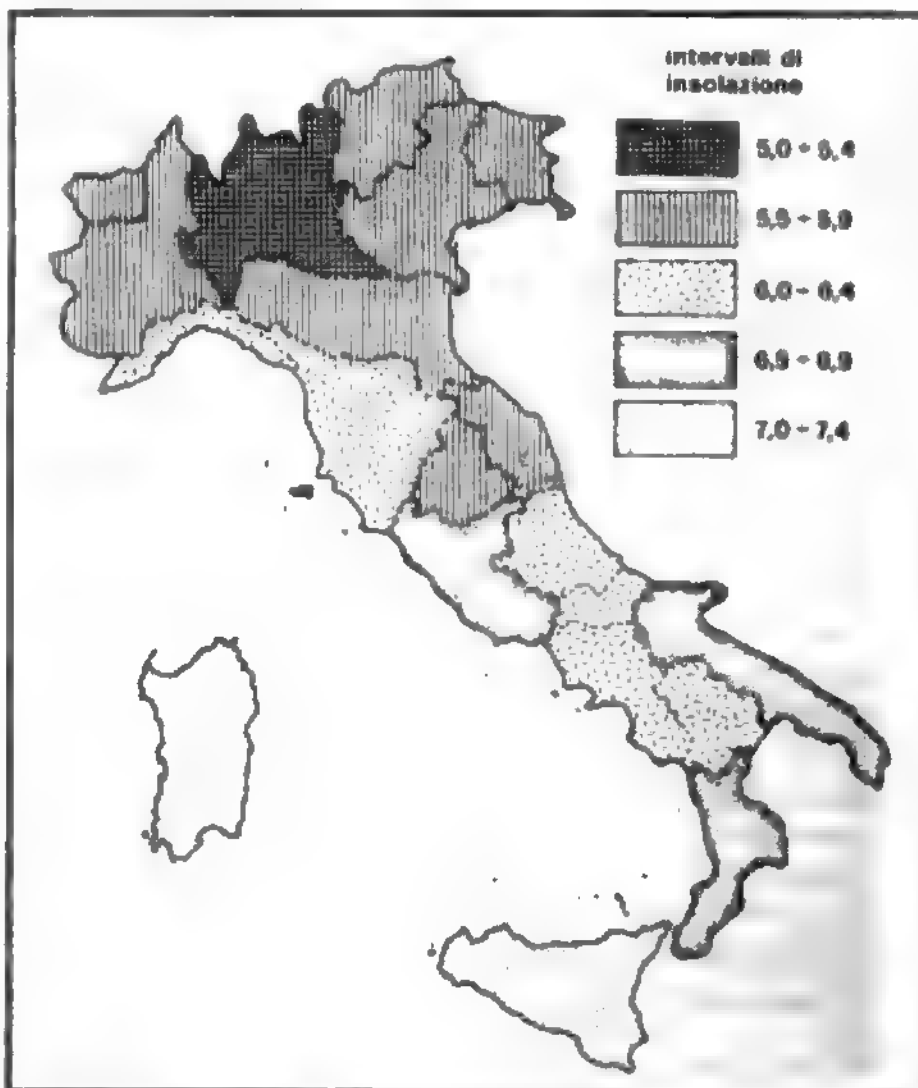 intervalli di
insolazione
5,0 ÷ 5,4
5,5 ÷ 5,9
6,0 ÷ 6,4
6,5 ÷ 6,9
7,0 ÷ 7,4